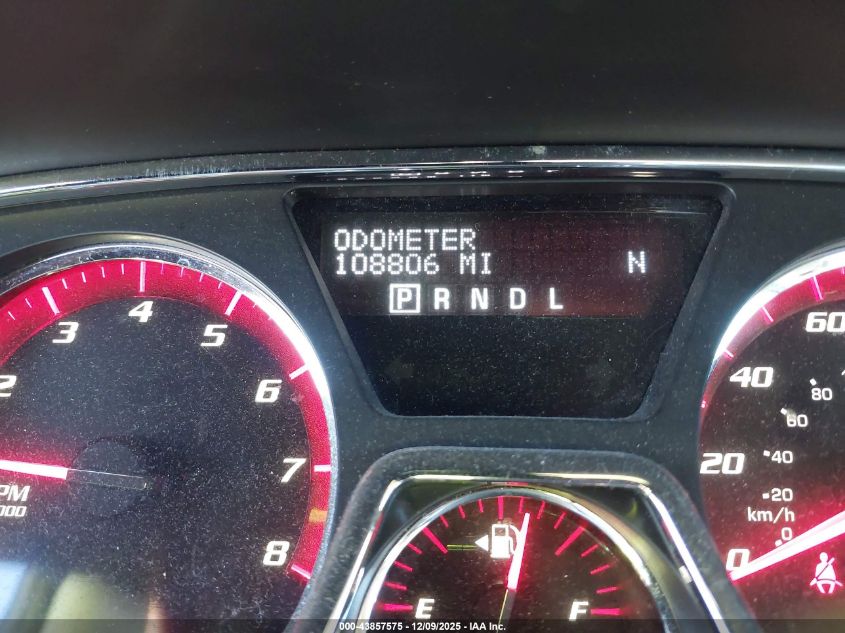 ODOMETER
108806 MI N
P R N D L
2 3 4 5 6 7 8
PM
000
E F
0 20 40 60
0 20 40 60 80
km/h
000-43857575 - 12/09/2025 - IAA Inc.